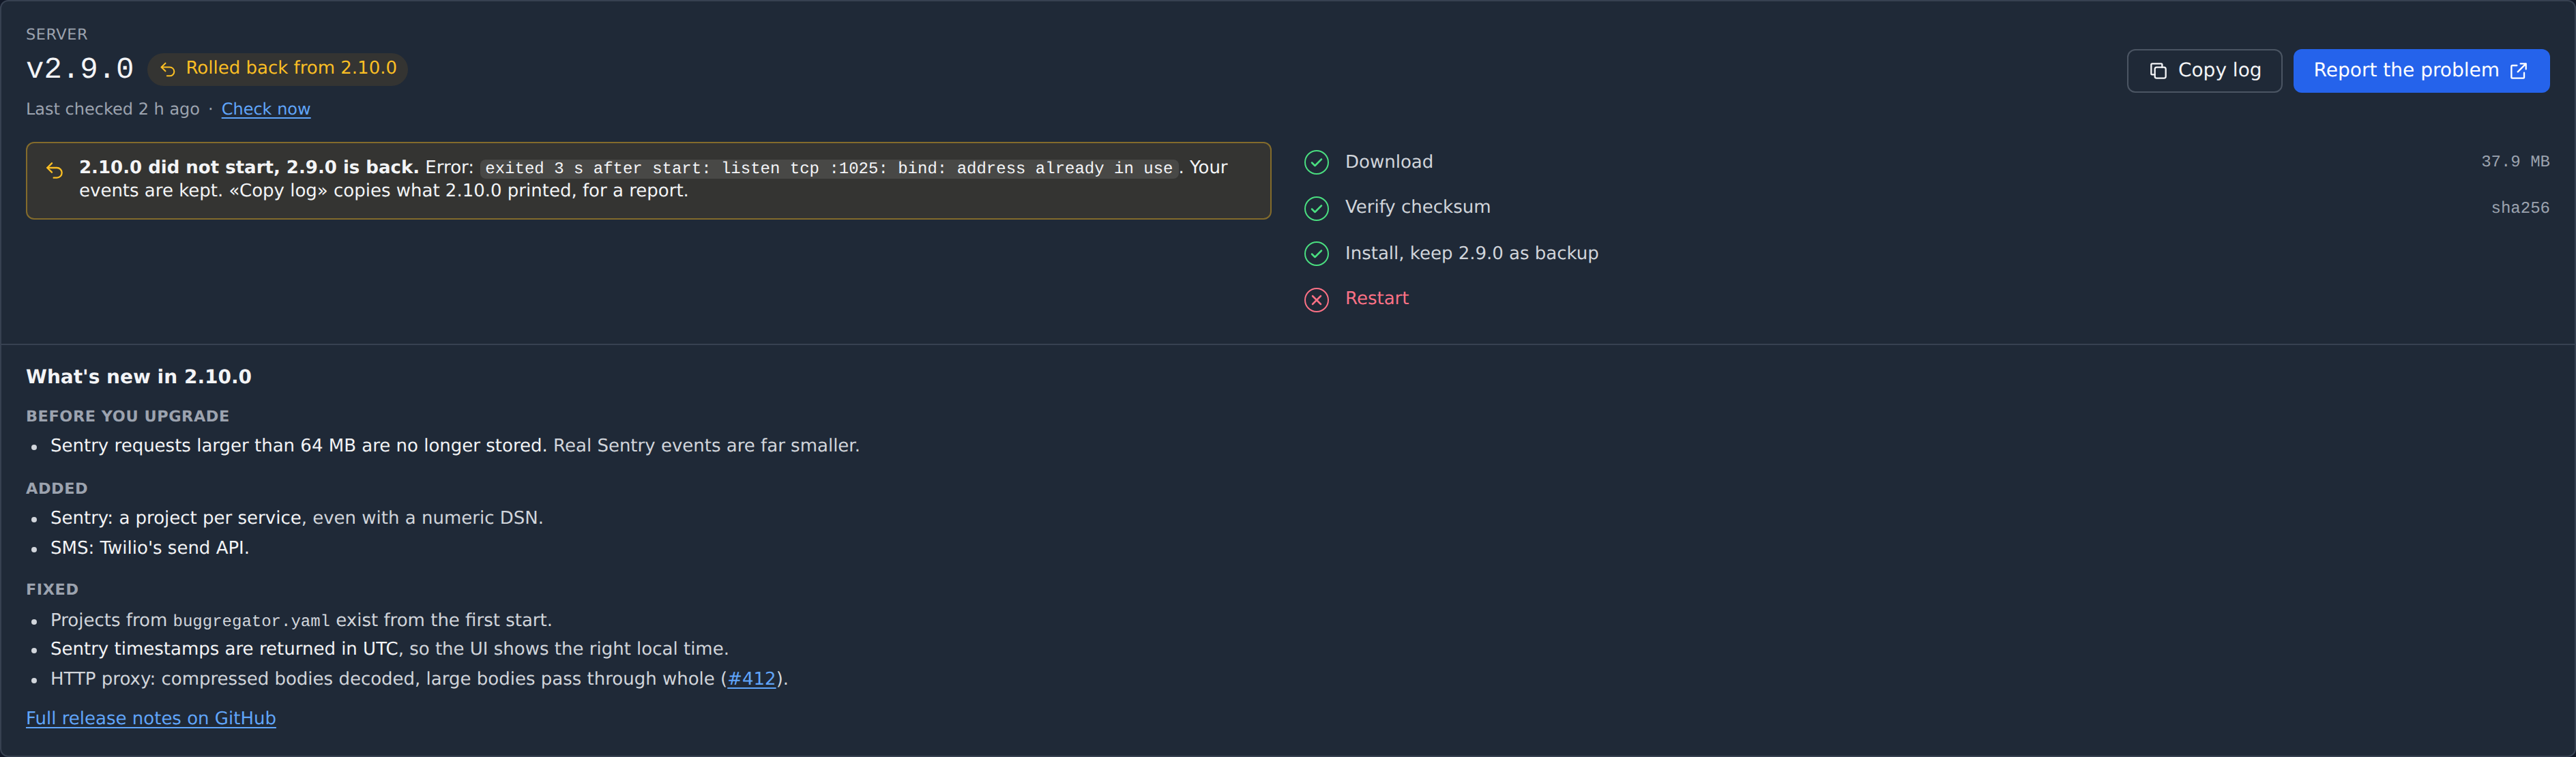 SERVER
v2.9.0 Rolled back from 2.10.0
Copy log
Report the problem
Last checked 2 h ago · Check now
2.10.0 did not start, 2.9.0 is back. Error: exited 3 s after start: listen tcp :1025: bind: address already in use. Your
events are kept. «Copy log» copies what 2.10.0 printed, for a report.
Download 37.9 MB
Verify checksum sha256
Install, keep 2.9.0 as backup
Restart
What's new in 2.10.0
BEFORE YOU UPGRADE
• Sentry requests larger than 64 MB are no longer stored. Real Sentry events are far smaller.
ADDED
• Sentry: a project per service, even with a numeric DSN.
• SMS: Twilio's send API.
FIXED
• Projects from buggregator.yaml exist from the first start.
• Sentry timestamps are returned in UTC, so the UI shows the right local time.
• HTTP proxy: compressed bodies decoded, large bodies pass through whole (#412).
Full release notes on GitHub